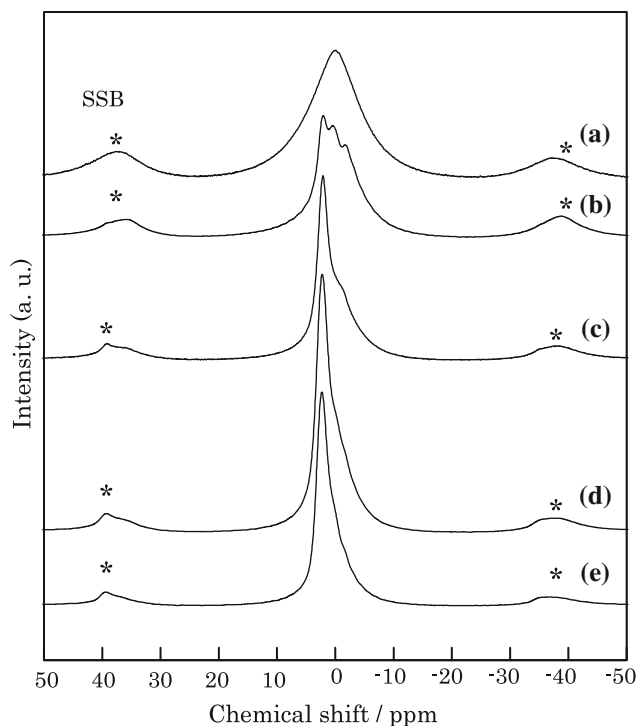 SSB
*
*
(a)
*
*
(b)
*
*
(c)
*
*
(d)
*
*
(e)
Intensity (a. u.)
50 40 30 20 10 0 -10 -20 -30 -40 -50
Chemical shift / ppm